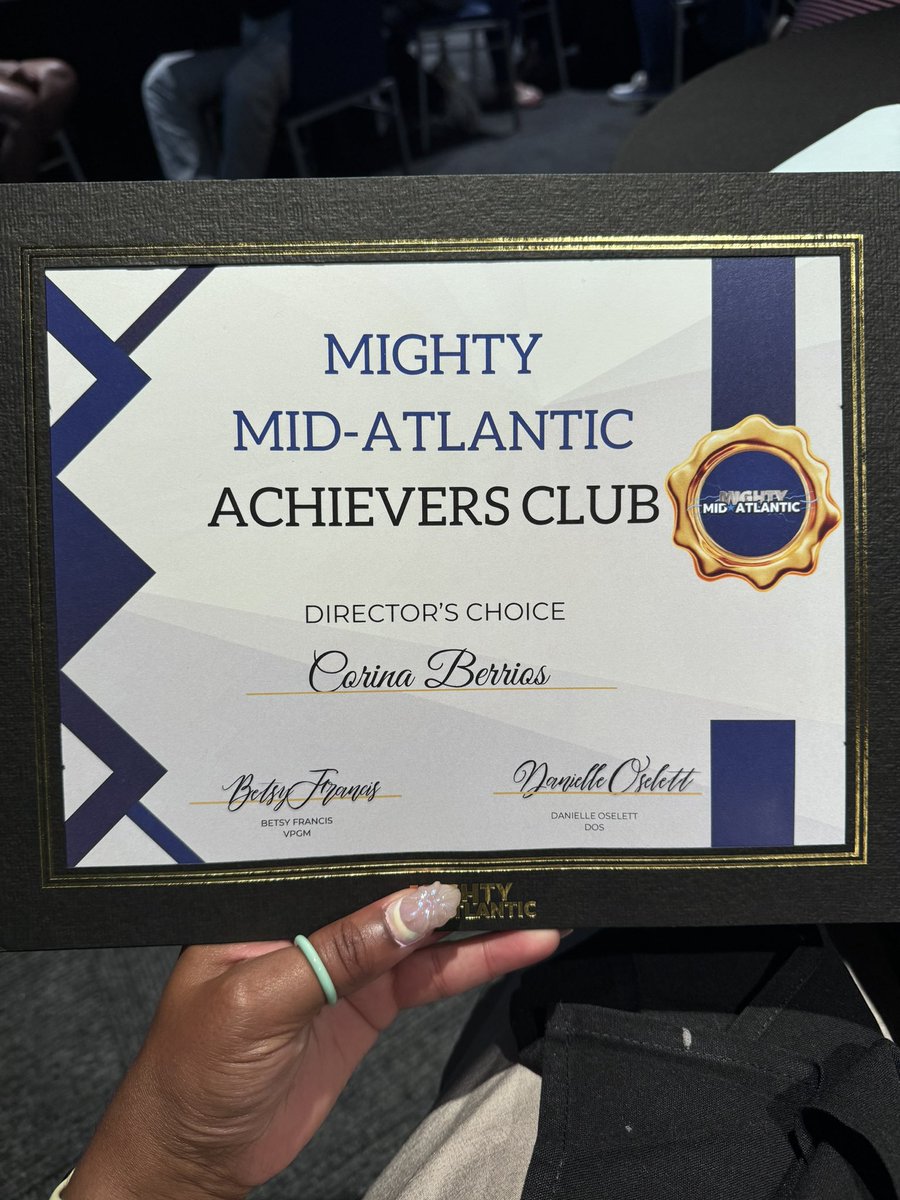 MIGHTY
MID-ATLANTIC
ACHIEVERS CLUB
MIGHTY
MID★ATLANTIC
DIRECTOR'S CHOICE
Corina Berrios
Betsy Francis
BETSY FRANCIS
VPGM
Danielle Oselett
DANIELLE OSELETT
DOS